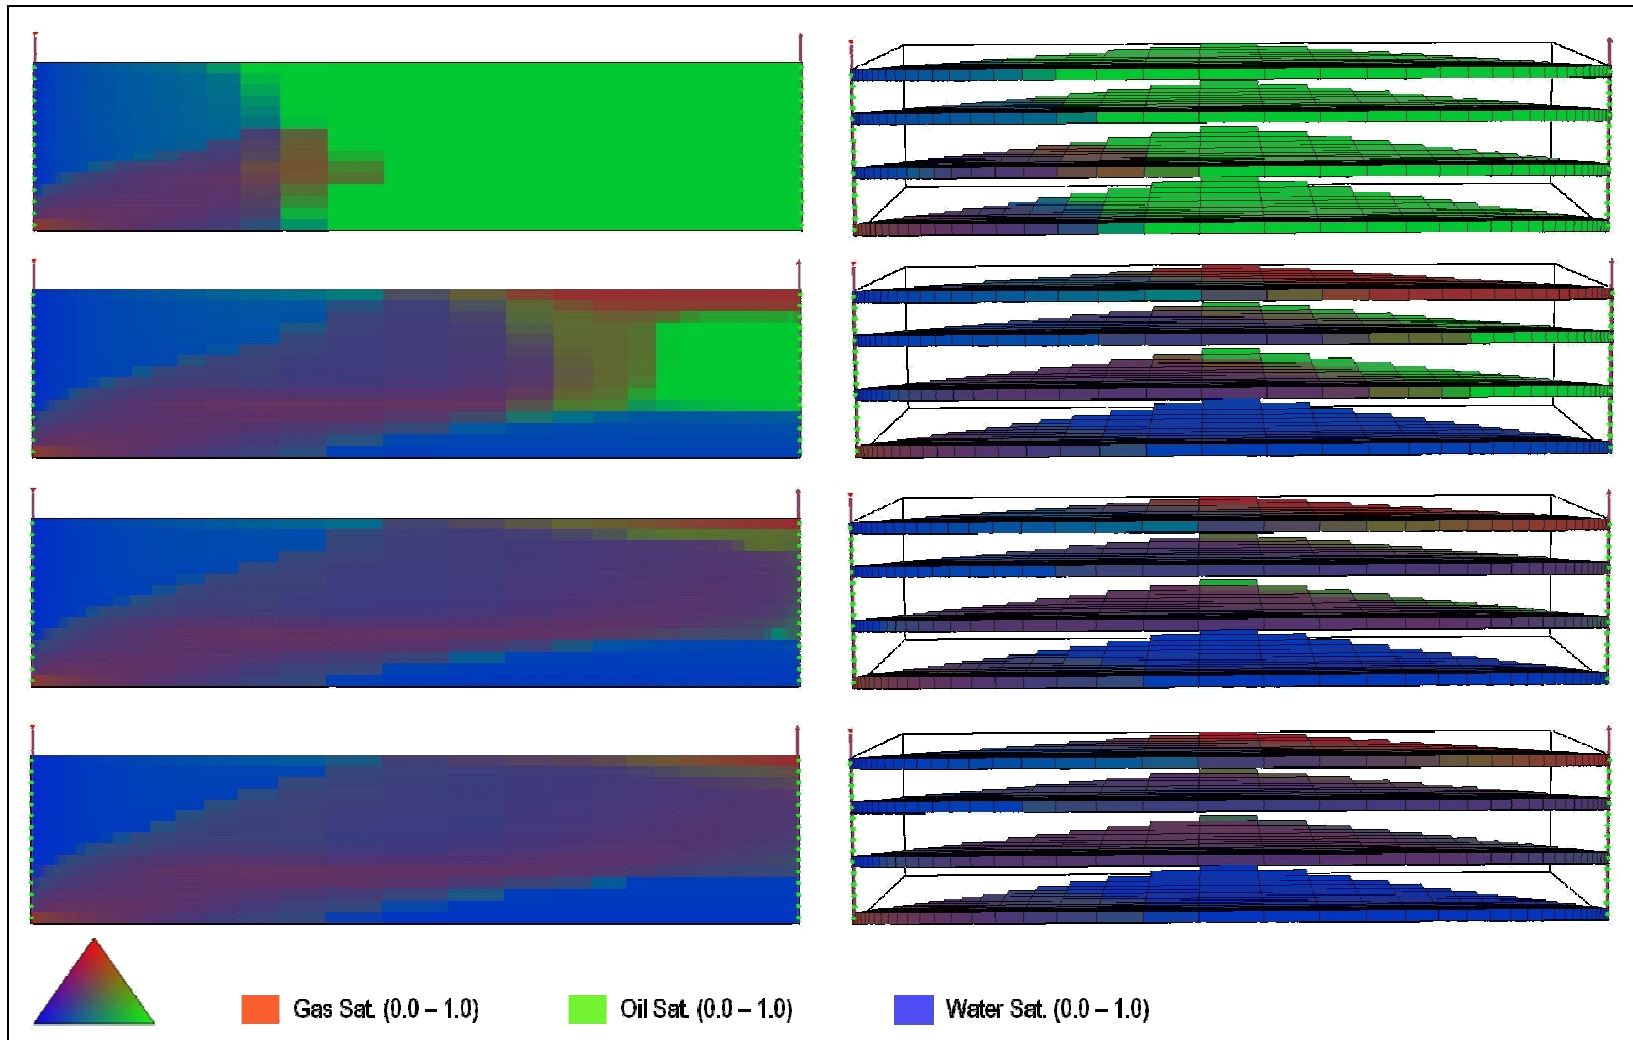 Gas Sat. (0.0 – 1.0)
Oil Sat. (0.0 – 1.0)
Water Sat. (0.0 – 1.0)